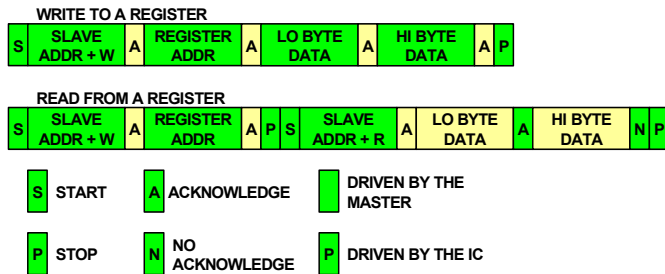 WRITE TO A REGISTER
S SLAVE ADDR + W A REGISTER ADDR A LO BYTE DATA A HI BYTE DATA A P
READ FROM A REGISTER
S SLAVE ADDR + W A REGISTER ADDR A P S SLAVE ADDR + R A LO BYTE DATA A HI BYTE DATA N P
S START A ACKNOWLEDGE DRIVEN BY THE MASTER
P STOP N NO ACKNOWLEDGE P DRIVEN BY THE IC